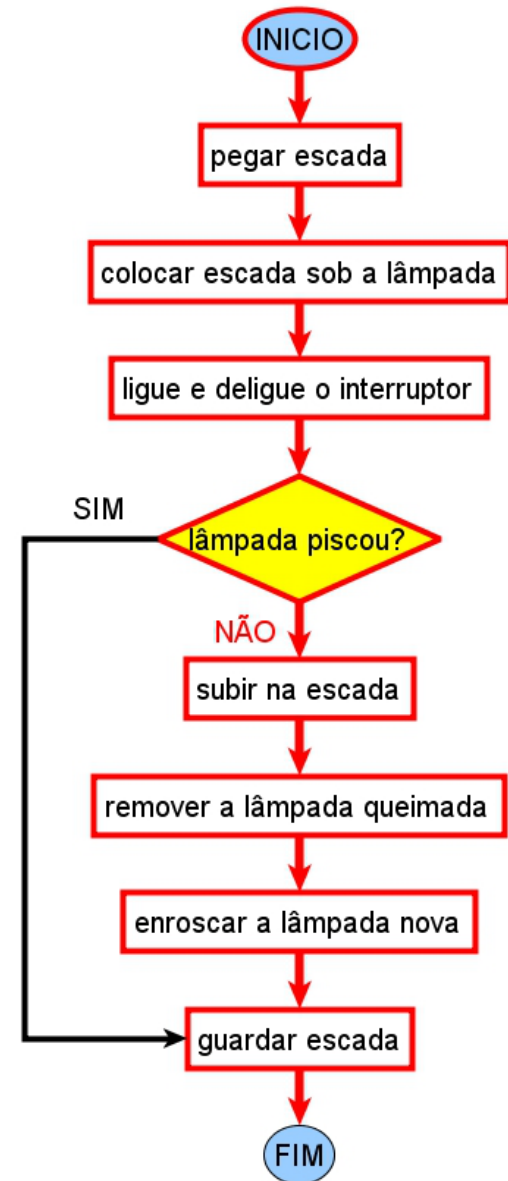 INICIO
pegar escada
colocar escada sob a lâmpada
ligue e deligue o interruptor
SIM
lâmpada piscou?
NÃO
subir na escada
remover a lâmpada queimada
enroscar a lâmpada nova
guardar escada
FIM